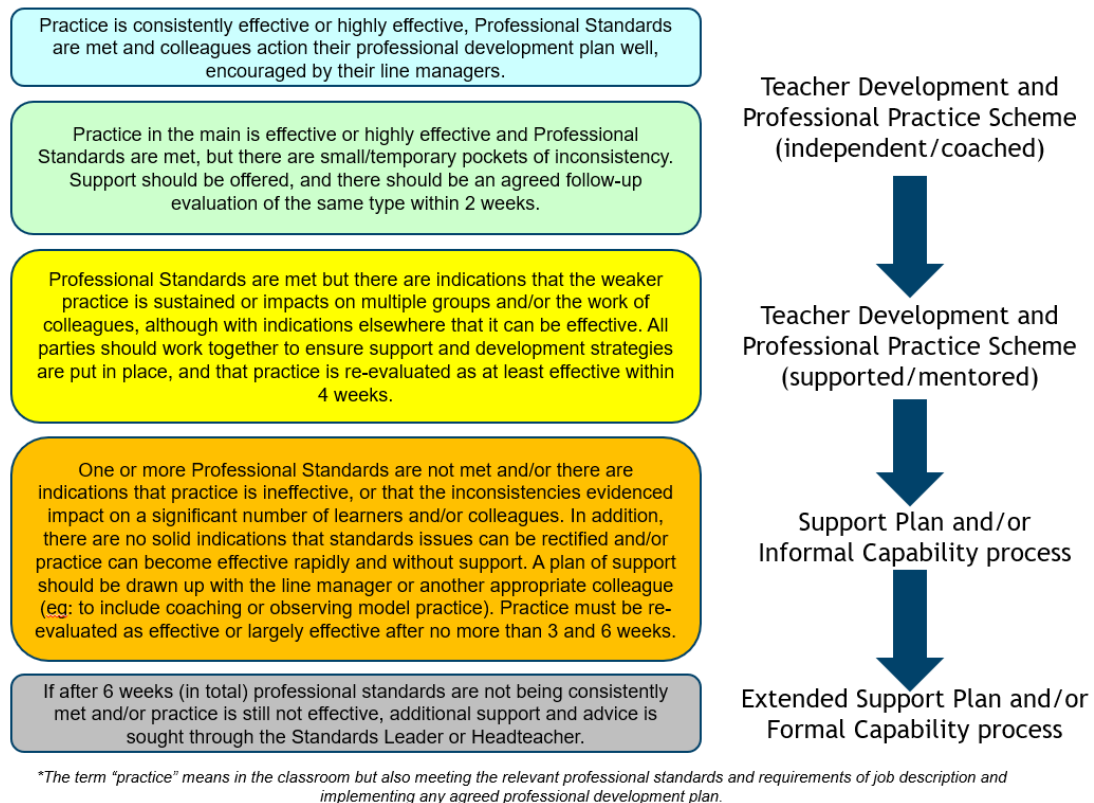 Practice is consistently effective or highly effective, Professional Standards
are met and colleagues action their professional development plan well,
encouraged by their line managers.
Teacher Development and
Professional Practice Scheme
(independent/coached)
Practice in the main is effective or highly effective and Professional
Standards are met, but there are small/temporary pockets of inconsistency.
Support should be offered, and there should be an agreed follow-up
evaluation of the same type within 2 weeks.
Professional Standards are met but there are indications that the weaker
practice is sustained or impacts on multiple groups and/or the work of
colleagues, although with indications elsewhere that it can be effective. All
parties should work together to ensure support and development strategies
are put in place, and that practice is re-evaluated as at least effective within
4 weeks.
Teacher Development and
Professional Practice Scheme
(supported/mentored)
One or more Professional Standards are not met and/or there are
indications that practice is ineffective, or that the inconsistencies evidenced
impact on a significant number of learners and/or colleagues. In addition,
there are no solid indications that standards issues can be rectified and/or
practice can become effective rapidly and without support. A plan of support
should be drawn up with the line manager or another appropriate colleague
(eg: to include coaching or observing model practice). Practice must be re-
evaluated as effective or largely effective after no more than 3 and 6 weeks.
Support Plan and/or
Informal Capability process
If after 6 weeks (in total) professional standards are not being consistently
met and/or practice is still not effective, additional support and advice is
sought through the Standards Leader or Headteacher.
Extended Support Plan and/or
Formal Capability process
*The term “practice” means in the classroom but also meeting the relevant professional standards and requirements of job description and
implementing any agreed professional development plan.